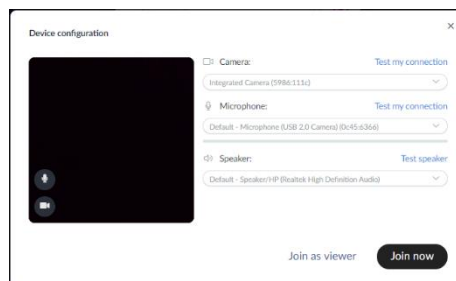 Device configuration
Camera:
Test my connection
Integrated Camera (5986:111c)
Microphone:
Test my connection
Default - Microphone (USB 2.0 Camera) (0c45:6366)
Speaker:
Test speaker
Default - Speaker/HP (Realtek High Definition Audio)
Join as viewer
Join now